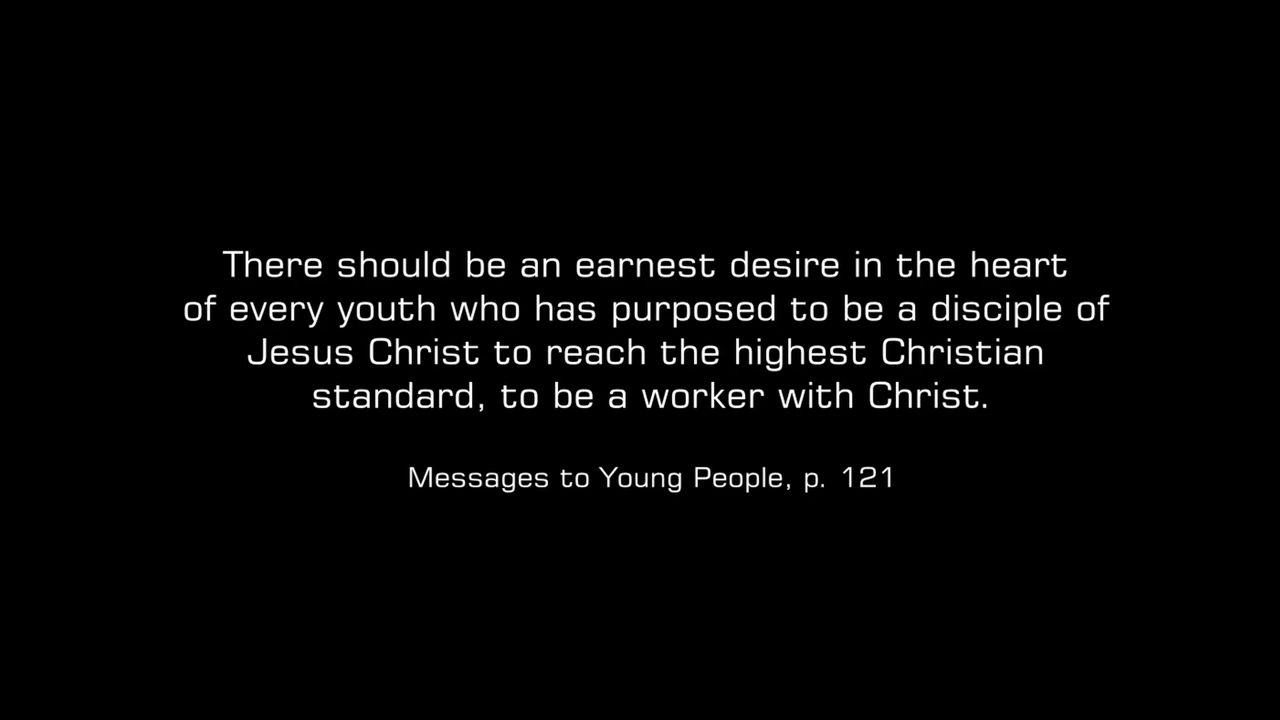 There should be an earnest desire in the heart
of every youth who has purposed to be a disciple of
Jesus Christ to reach the highest Christian
standard, to be a worker with Christ.
Messages to Young People, p. 121